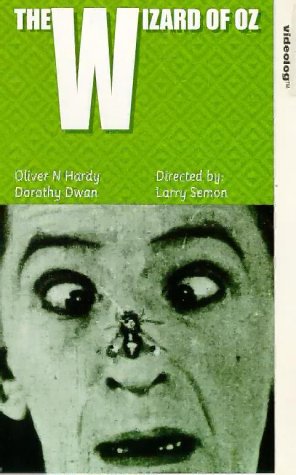 THE WIZARD OF OZ
Oliver N Hardy
Dorothy Dwan
Directed by:
Larry Semon
videolog™